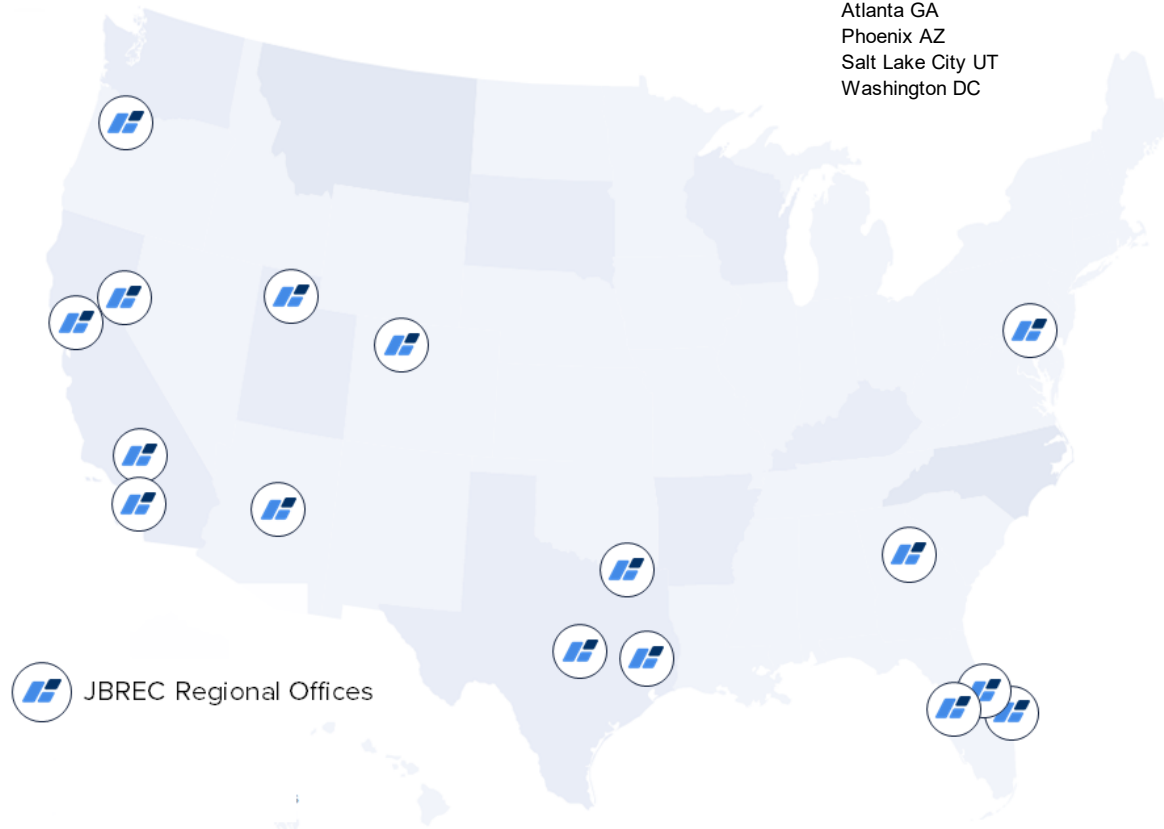 Atlanta GA
Phoenix AZ
Salt Lake City UT
Washington DC
JBREC Regional Offices